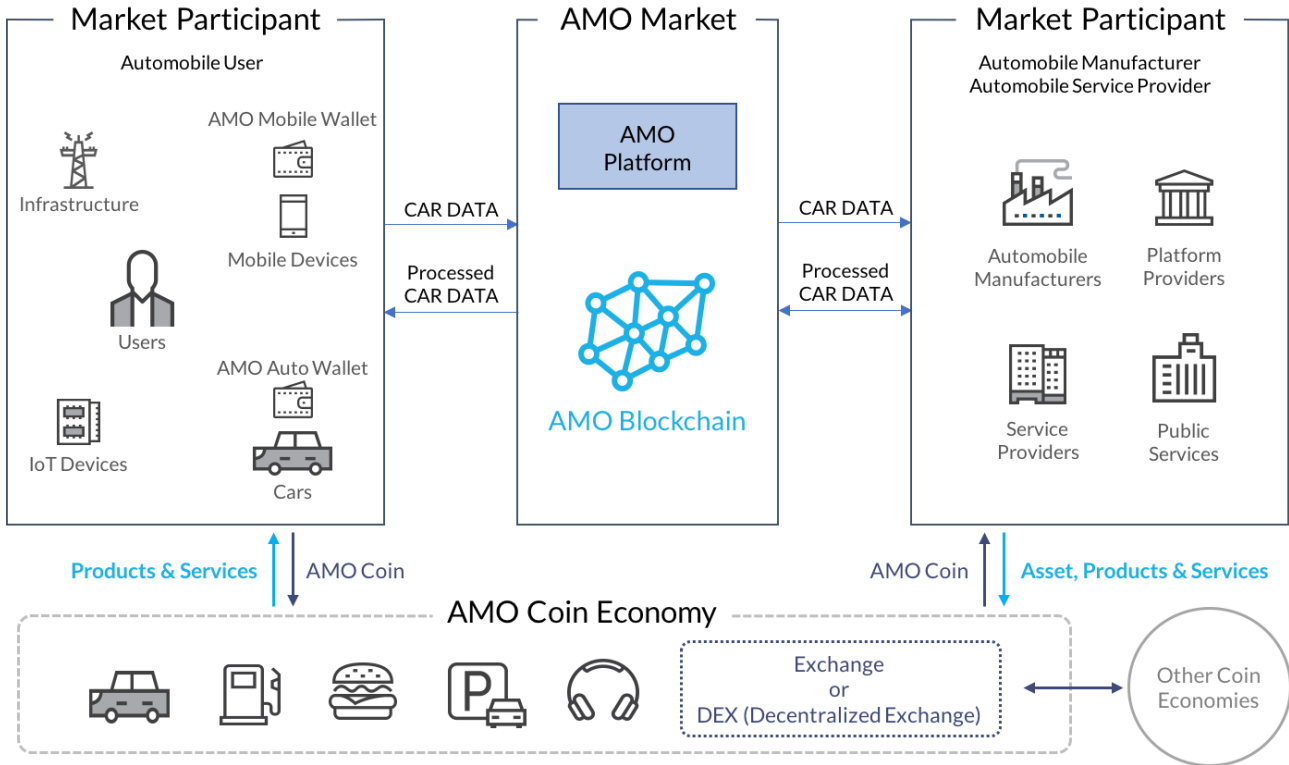 Market Participant
Automobile User
Infrastructure
AMO Mobile Wallet
Mobile Devices
Users
AMO Auto Wallet
IoT Devices
Cars
CAR DATA
Processed
CAR DATA
AMO Market
AMO
Platform
AMO Blockchain
CAR DATA
Processed
CAR DATA
Market Participant
Automobile Manufacturer
Automobile Service Provider
Automobile
Manufacturers
Platform
Providers
Service
Providers
Public
Services
Products & Services
AMO Coin
AMO Coin
Asset, Products & Services
AMO Coin Economy
P
Exchange
or
DEX (Decentralized Exchange)
Other Coin
Economies